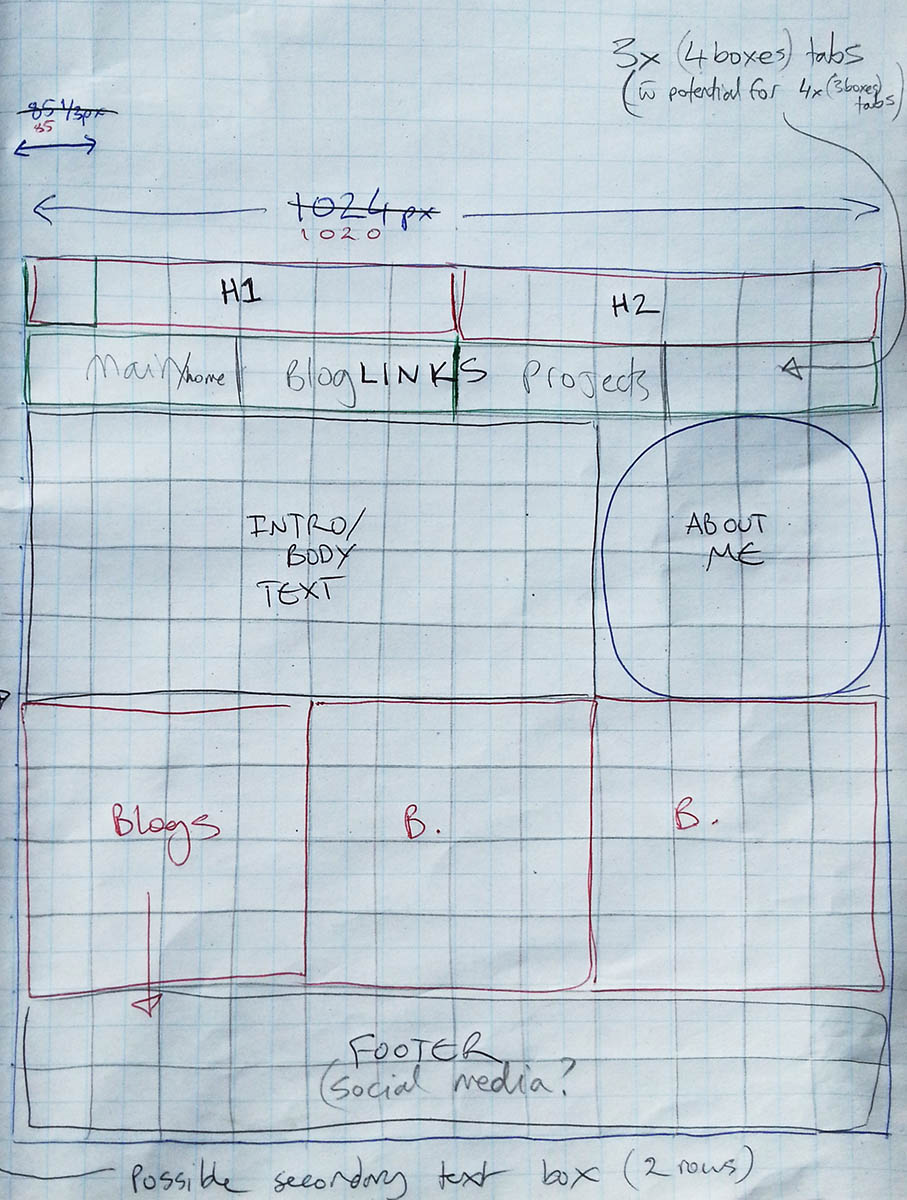 3x (4 boxes) tabs
(w̄ potential for 4x (3boxes)
tabs)
85 1/3px
85
1024px
1020
H1
H2
Main/home
Blog
LINKS
Projects
INTRO/
BODY
TEXT
ABOUT
ME
Blogs
B.
B.
FOOTER
(social media?
Possible secondary text box (2 rows)